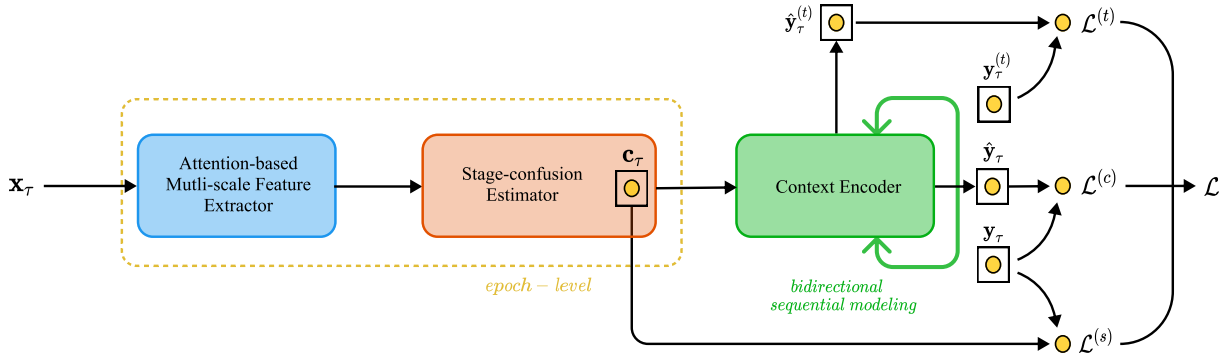 ŷ_τ^(t)
ℒ^(t)
y_τ^(t)
x_τ
Attention-based
Mutli-scale Feature
Extractor
Stage-confusion
Estimator
c_τ
Context Encoder
ŷ_τ
ℒ^(c)
ℒ
y_τ
epoch – level
bidirectional
sequential modeling
ℒ^(s)